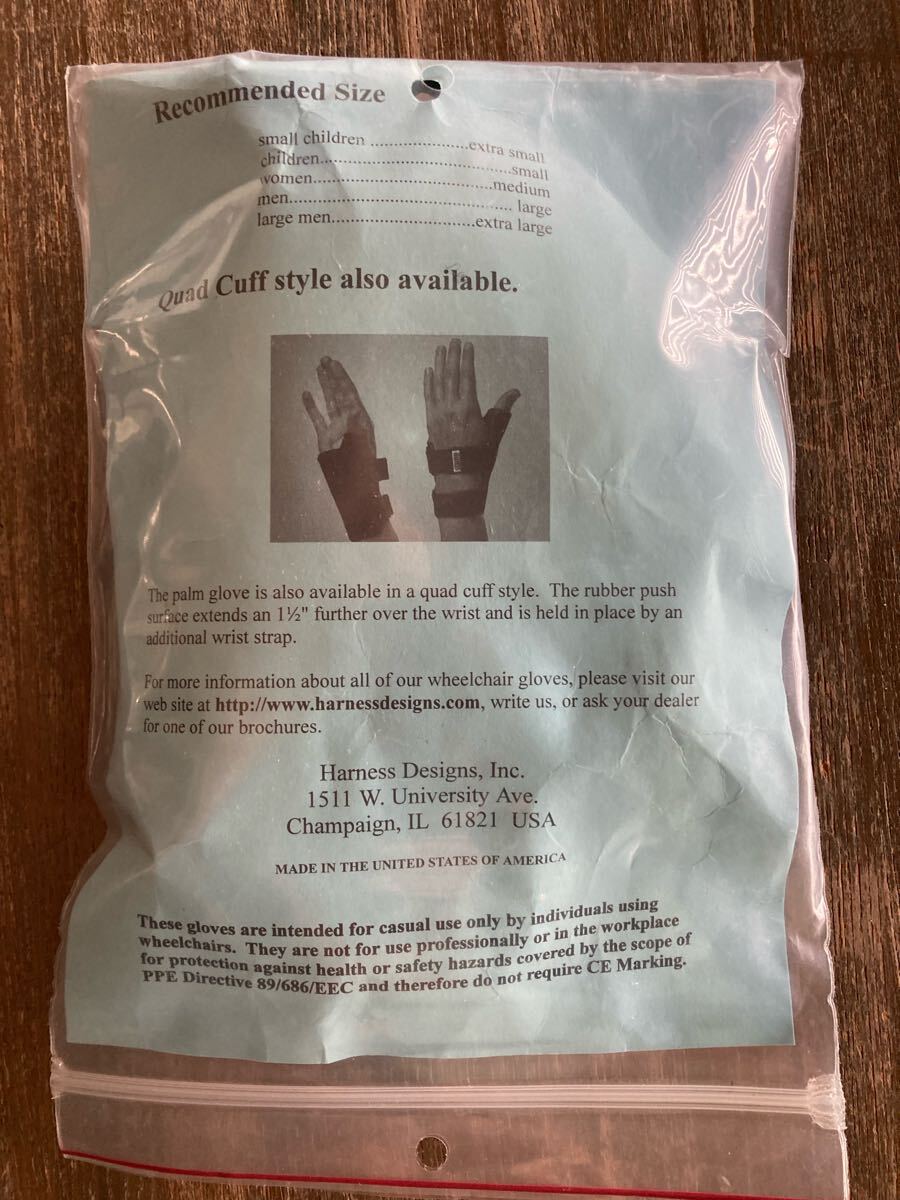 Recommended Size
small children ....................extra small
children........................................small
women.....................................medium
men.............................................. large
large men.............................extra large
Quad Cuff style also available.
The palm glove is also available in a quad cuff style. The rubber push
surface extends an 1½" further over the wrist and is held in place by an
additional wrist strap.
For more information about all of our wheelchair gloves, please visit our
web site at http://www.harnessdesigns.com, write us, or ask your dealer
for one of our brochures.
Harness Designs, Inc.
1511 W. University Ave.
Champaign, IL 61821 USA
MADE IN THE UNITED STATES OF AMERICA
These gloves are intended for casual use only by individuals using
wheelchairs. They are not for use professionally or in the workplace
for protection against health or safety hazards covered by the scope of
PPE Directive 89/686/EEC and therefore do not require CE Marking.